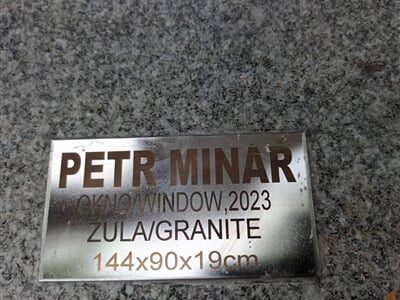 PETR MINAR
OKNO/WINDOW,2023
ZULA/GRANITE
144x90x19cm